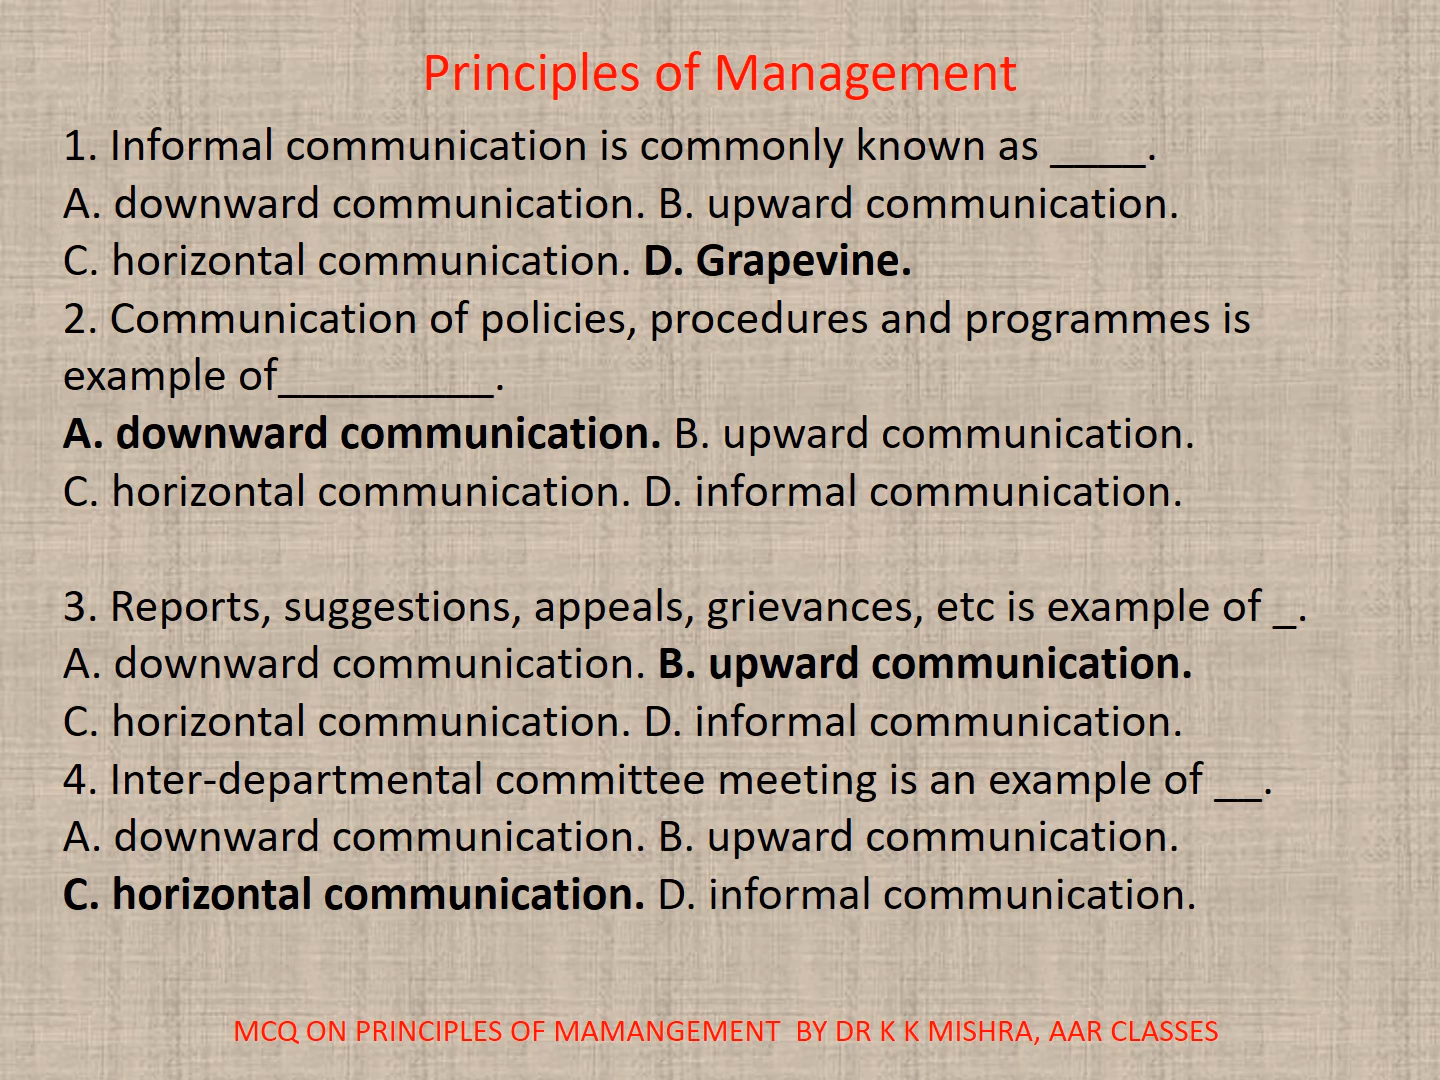 Principles of Management
1. Informal communication is commonly known as ____.
A. downward communication. B. upward communication.
C. horizontal communication. D. Grapevine.
2. Communication of policies, procedures and programmes is
example of_________.
A. downward communication. B. upward communication.
C. horizontal communication. D. informal communication.
3. Reports, suggestions, appeals, grievances, etc is example of _.
A. downward communication. B. upward communication.
C. horizontal communication. D. informal communication.
4. Inter-departmental committee meeting is an example of __.
A. downward communication. B. upward communication.
C. horizontal communication. D. informal communication.
MCQ ON PRINCIPLES OF MAMANGEMENT BY DR K K MISHRA, AAR CLASSES